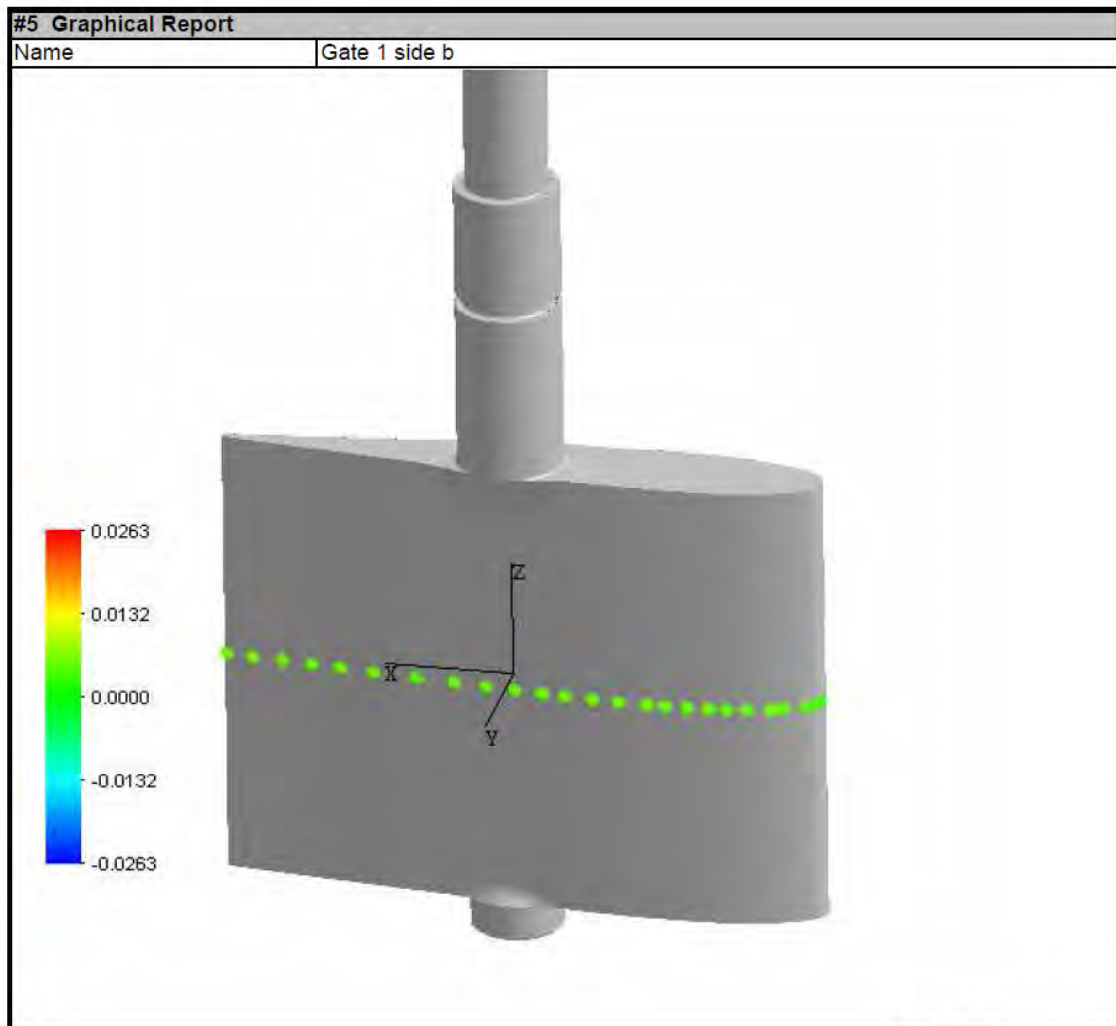 #5 Graphical Report
Name Gate 1 side b
Z
0.0263
0.0132
X
0.0000
Y
-0.0132
-0.0263